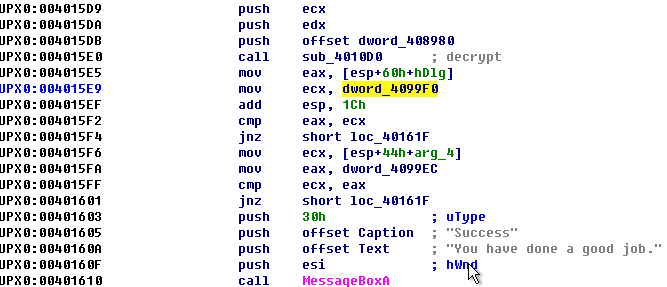 UPX0:004015D9 push ecx
UPX0:004015DA push edx
UPX0:004015DB push offset dword_408980
UPX0:004015E0 call sub_4010D0 ; decrypt
UPX0:004015E5 mov eax, [esp+60h+hDlg]
UPX0:004015E9 mov ecx, dword_4099F0
UPX0:004015EF add esp, 1Ch
UPX0:004015F2 cmp eax, ecx
UPX0:004015F4 jnz short loc_40161F
UPX0:004015F6 mov ecx, [esp+44h+arg_4]
UPX0:004015FA mov eax, dword_4099EC
UPX0:004015FF cmp ecx, eax
UPX0:00401601 jnz short loc_40161F
UPX0:00401603 push 30h ; uType
UPX0:00401605 push offset Caption ; "Success"
UPX0:0040160A push offset Text ; "You have done a good job."
UPX0:0040160F push esi ; hWnd
UPX0:00401610 call MessageBoxA